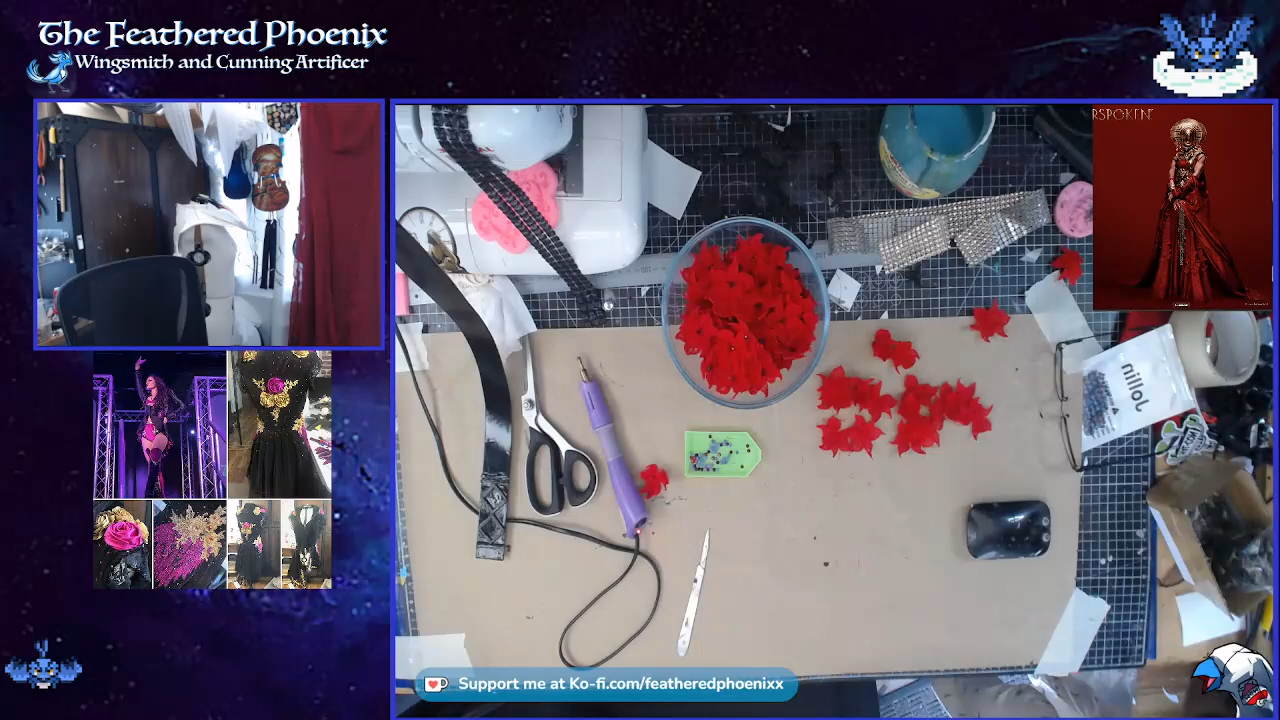 The Feathered Phoenix
Wingsmith and Cunning Artificer
RSPOKEN
nillol
Support me at Ko-fi.com/featheredphoenixx